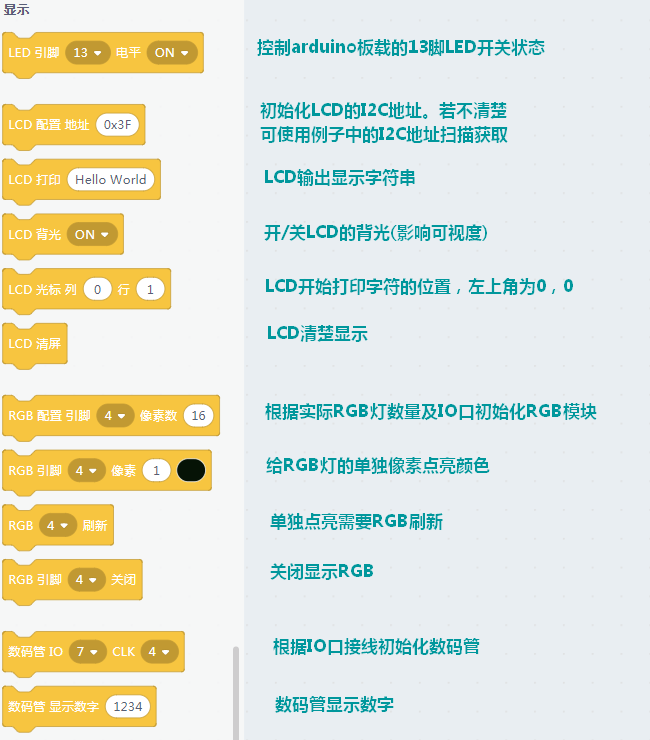 显示
LED 引脚 13 电平 ON
控制arduino板载的13脚LED开关状态
LCD 配置 地址 0x3F
初始化LCD的I2C地址。若不清楚
可使用例子中的I2C地址扫描获取
LCD 打印 Hello World
LCD输出显示字符串
LCD 背光 ON
开/关LCD的背光(影响可视度)
LCD 光标 列 0 行 1
LCD开始打印字符的位置，左上角为0，0
LCD 清屏
LCD清楚显示
RGB 配置 引脚 4 像素数 16
根据实际RGB灯数量及IO口初始化RGB模块
RGB 引脚 4 像素 1
给RGB灯的单独像素点亮颜色
RGB 4 刷新
单独点亮需要RGB刷新
RGB 引脚 4 关闭
关闭显示RGB
数码管 IO 7 CLK 4
根据IO口接线初始化数码管
数码管 显示数字 1234
数码管显示数字